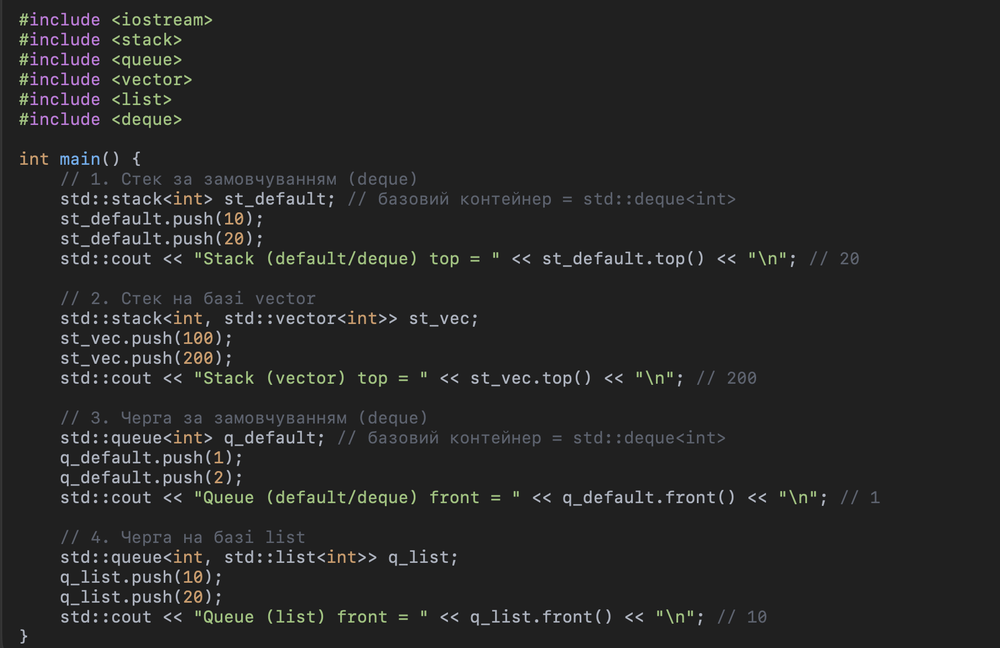 #include <iostream>
#include <stack>
#include <queue>
#include <vector>
#include <list>
#include <deque>

int main() {
    // 1. Стек за замовчуванням (deque)
    std::stack<int> st_default; // базовий контейнер = std::deque<int>
    st_default.push(10);
    st_default.push(20);
    std::cout << "Stack (default/deque) top = " << st_default.top() << "\n"; // 20

    // 2. Стек на базі vector
    std::stack<int, std::vector<int>> st_vec;
    st_vec.push(100);
    st_vec.push(200);
    std::cout << "Stack (vector) top = " << st_vec.top() << "\n"; // 200

    // 3. Черга за замовчуванням (deque)
    std::queue<int> q_default; // базовий контейнер = std::deque<int>
    q_default.push(1);
    q_default.push(2);
    std::cout << "Queue (default/deque) front = " << q_default.front() << "\n"; // 1

    // 4. Черга на базі list
    std::queue<int, std::list<int>> q_list;
    q_list.push(10);
    q_list.push(20);
    std::cout << "Queue (list) front = " << q_list.front() << "\n"; // 10
}